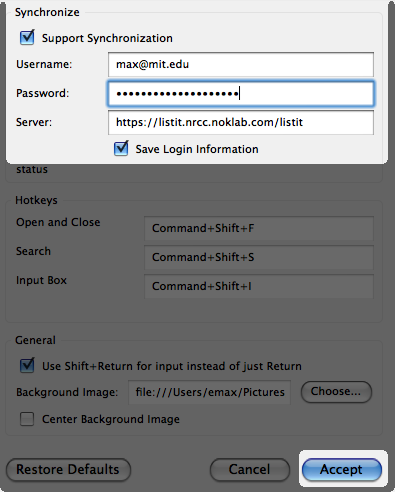 Synchronize
Support Synchronization
Username: max@mit.edu
Password: ••••••••••••••••••••
Server: https://listit.nrcc.noklab.com/listit
Save Login Information
status
Hotkeys
Open and Close Command+Shift+F
Search Command+Shift+S
Input Box Command+Shift+I
General
Use Shift+Return for input instead of just Return
Background Image: file:///Users/emax/Pictures Choose...
Center Background Image
Restore Defaults Cancel Accept